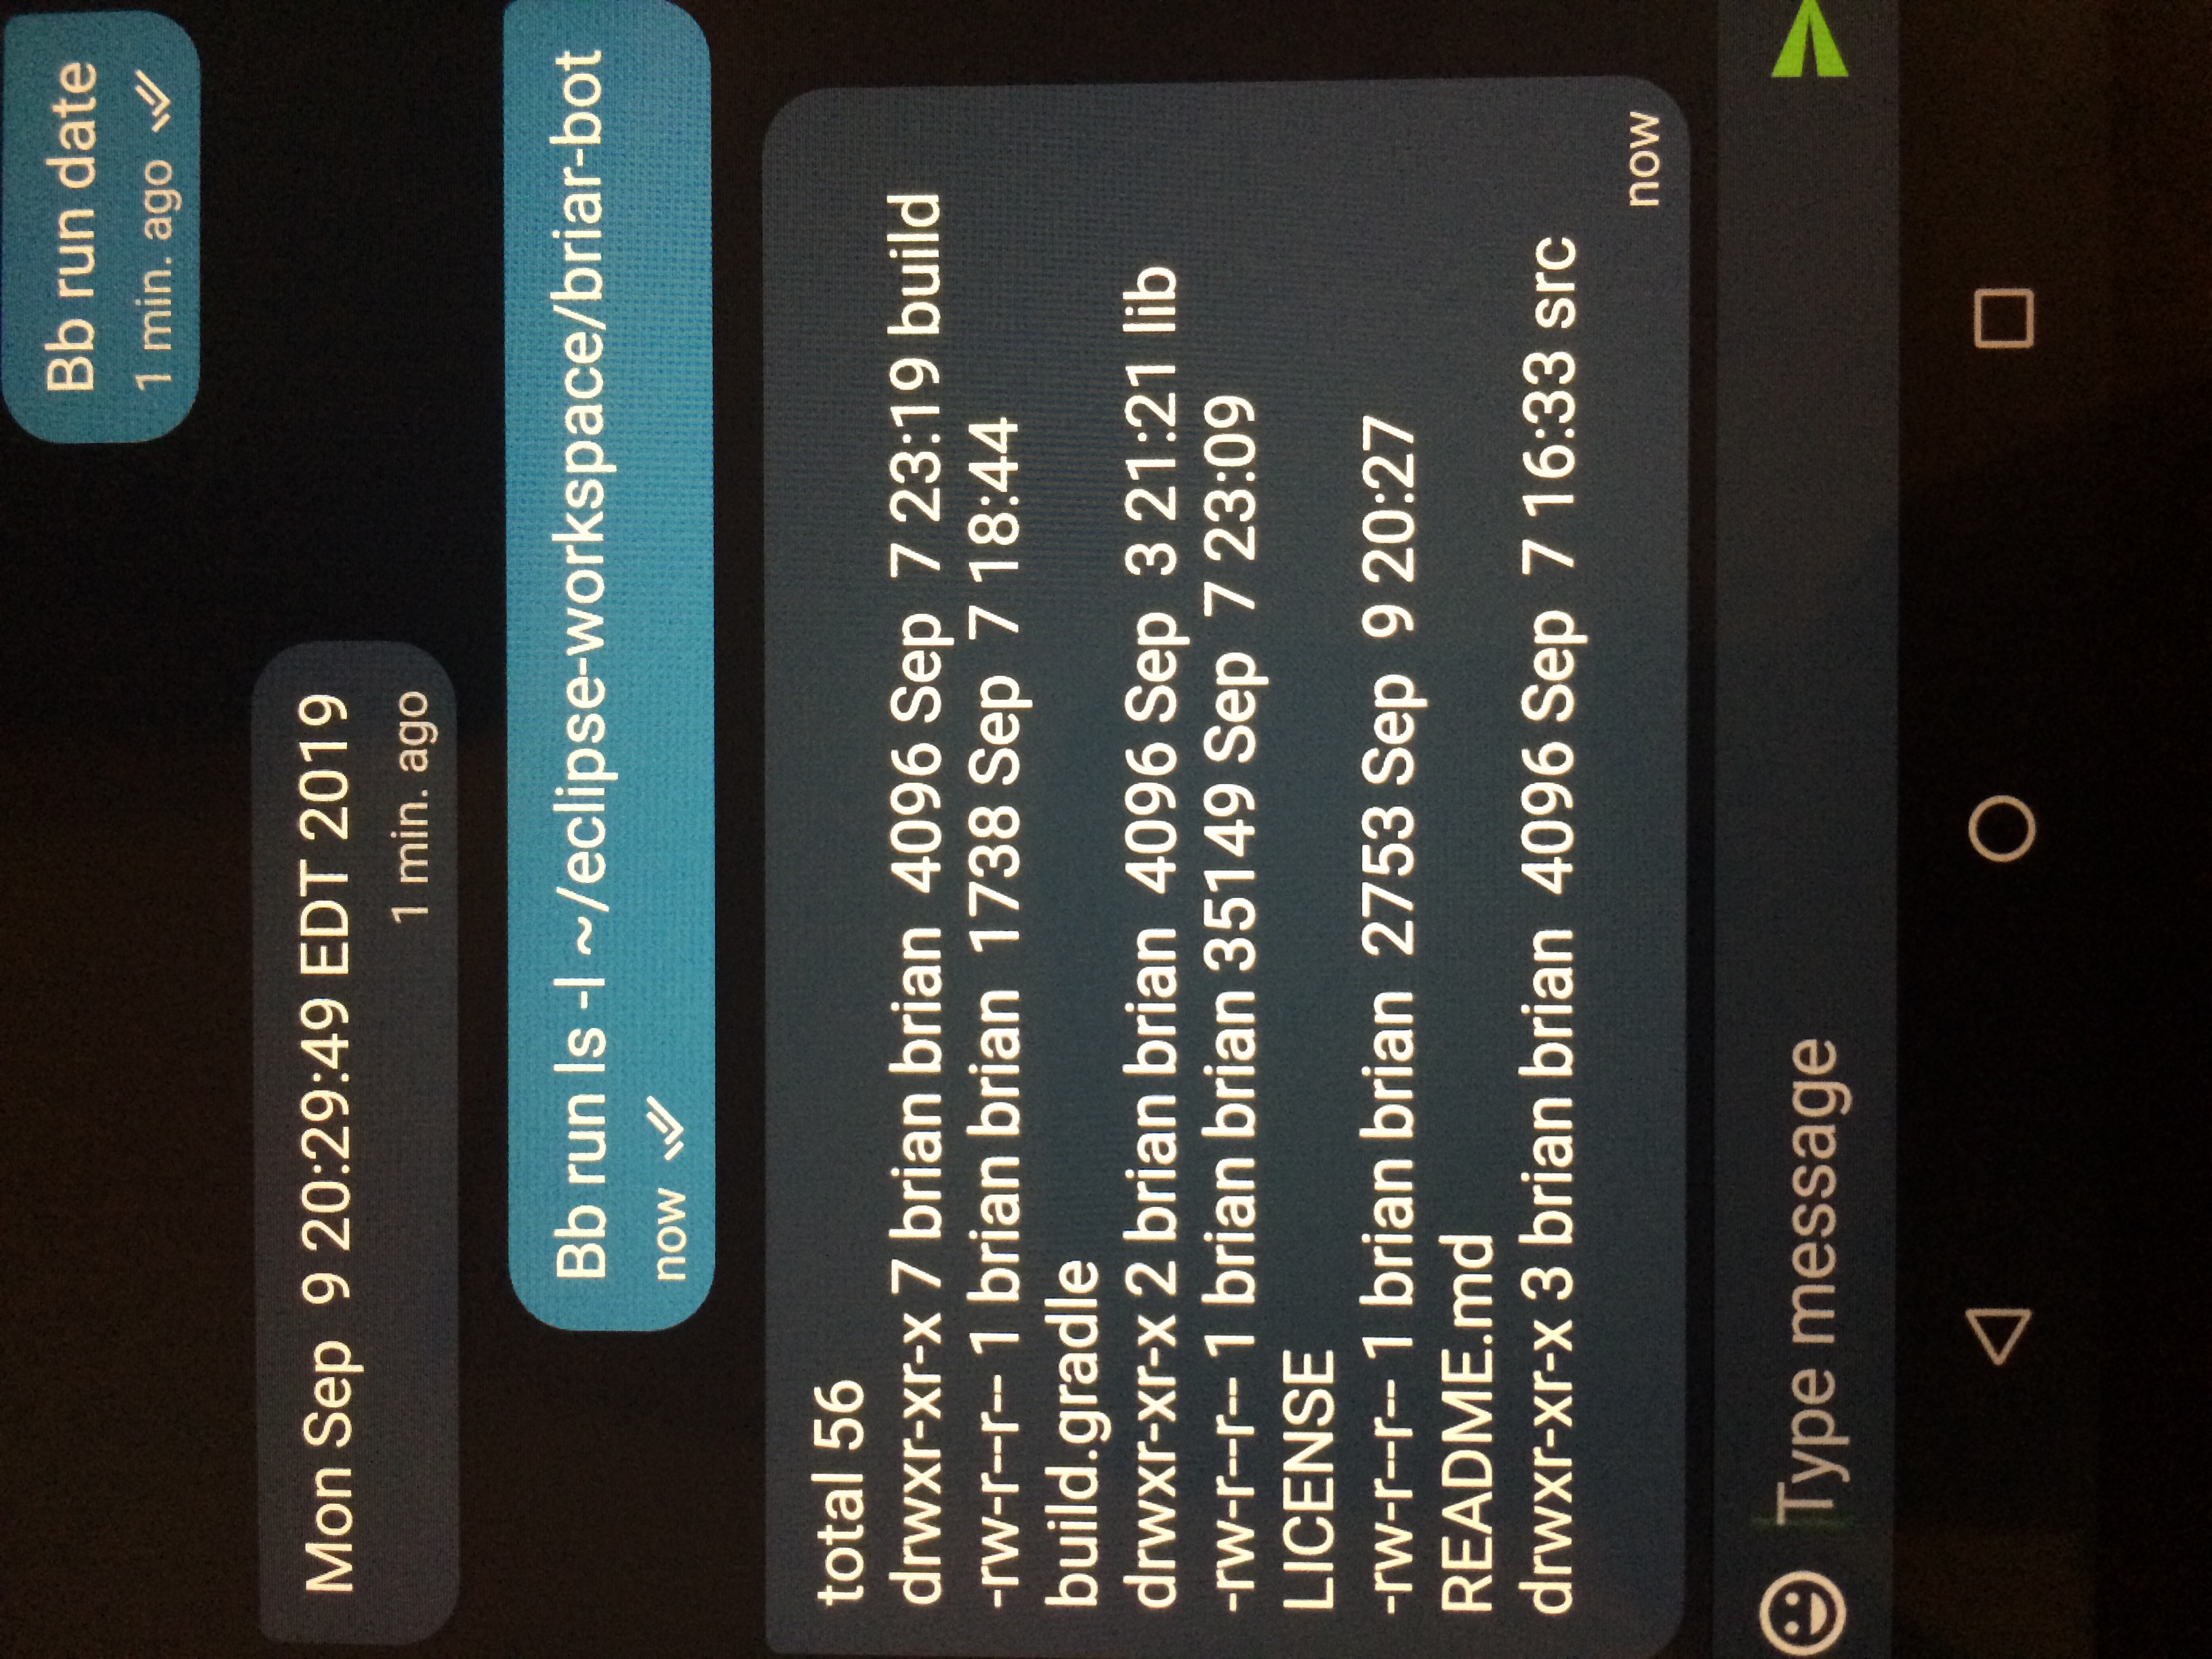 Bb run date
1 min. ago
Mon Sep  9 20:29:49 EDT 2019
1 min. ago
Bb run ls -l ~/eclipse-workspace/briar-bot
now
total 56
drwxr-xr-x 7 brian brian  4096 Sep  7 23:19 build
-rw-r--r-- 1 brian brian  1738 Sep  7 18:44
build.gradle
drwxr-xr-x 2 brian brian  4096 Sep  3 21:21 lib
-rw-r--r-- 1 brian brian 35149 Sep  7 23:09
LICENSE
-rw-r--r-- 1 brian brian  2753 Sep  9 20:27
README.md
drwxr-xr-x 3 brian brian  4096 Sep  7 16:33 src
now
Type message